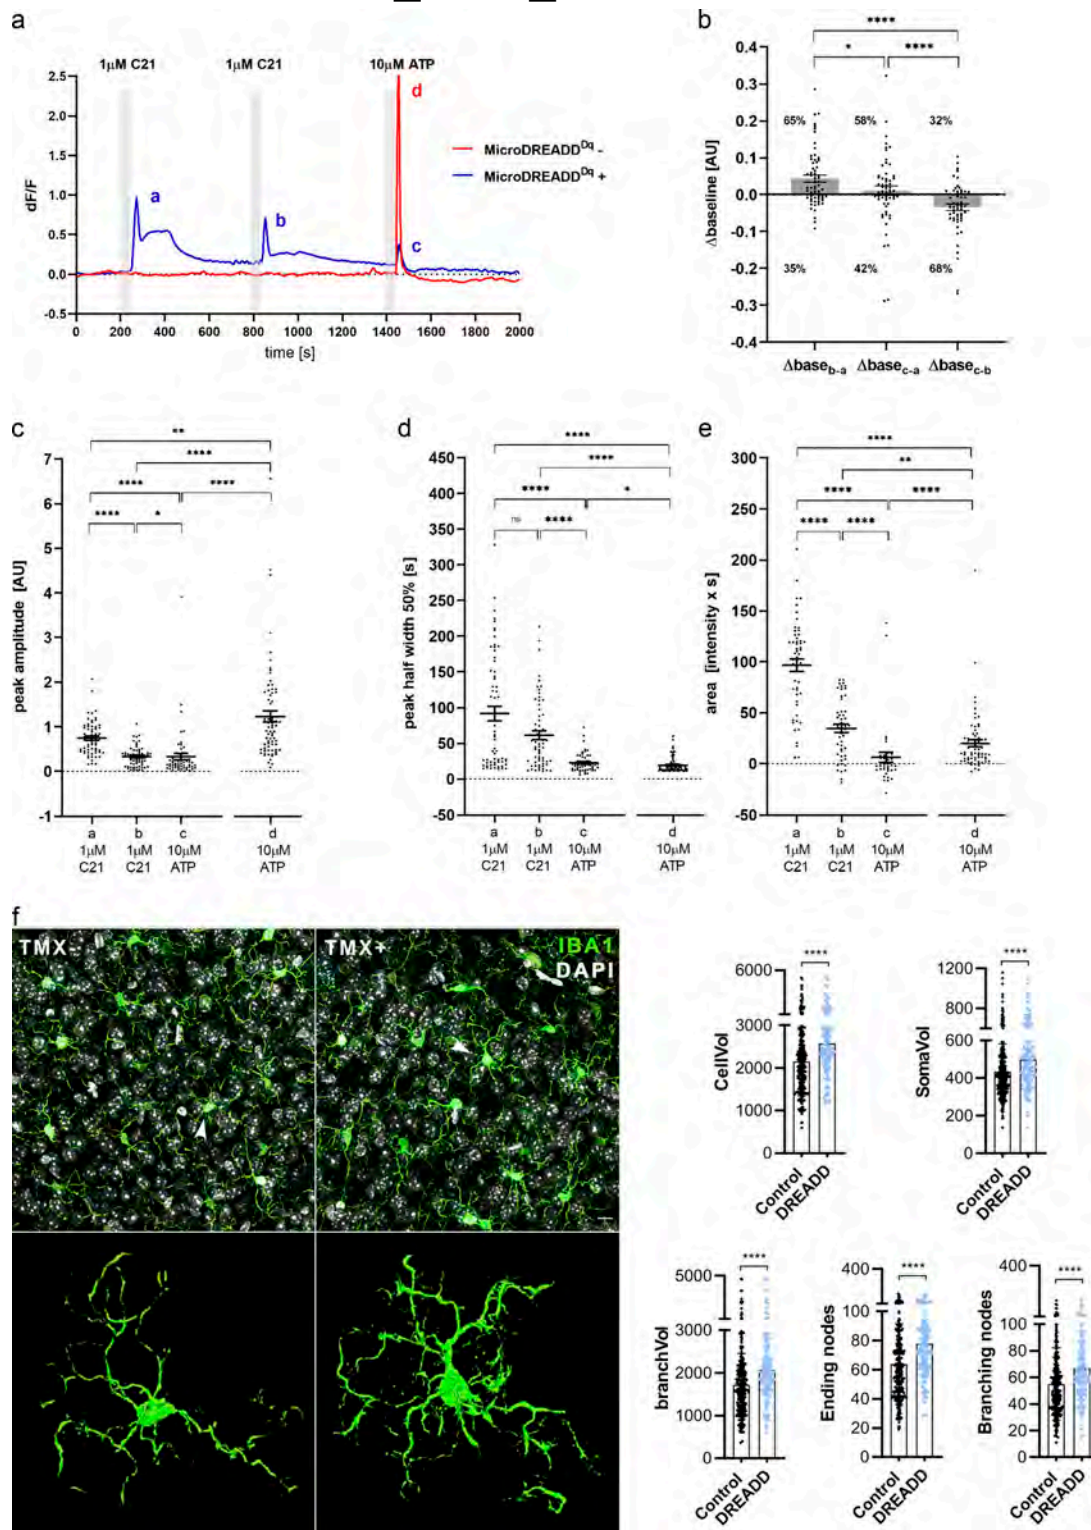 a
1μM C21 1μM C21 10μM ATP
2.5
2.0
1.5
1.0
0.5
0.0
-0.5
dF/F
a
b
c
d
MicroDREADD^Dq -
MicroDREADD^Dq +
0 200 400 600 800 1000 1200 1400 1600 1800 2000
time [s]
b
****
* ****
0.4
0.3
0.2
0.1
0.0
-0.1
-0.2
-0.3
-0.4
Δbaseline [AU]
65% 58% 32%
35% 42% 68%
Δbase_b-a Δbase_c-a Δbase_c-b
c
**
****
**** ****
**** *
7
6
5
4
3
2
1
0
-1
peak amplitude [AU]
a b c d
1μM 1μM 10μM 10μM
C21 C21 ATP ATP
d
****
****
**** *
ns ****
450
400
350
300
250
200
150
100
50
0
-50
peak half width 50% [s]
a b c d
1μM 1μM 10μM 10μM
C21 C21 ATP ATP
e
****
**
**** ****
**** ****
300
250
200
150
100
50
0
-50
area [intensity x s]
a b c d
1μM 1μM 10μM 10μM
C21 C21 ATP ATP
f
TMX- TMX+ IBA1
DAPI
****
6000
3000
2000
1000
0
CellVol
Control
DREADD
****
1200
800
600
400
200
0
SomaVol
Control
DREADD
****
5000
3000
2000
1000
0
branchVol
Control
DREADD
****
400
100
80
60
40
20
0
Ending nodes
Control
DREADD
****
400
100
80
60
40
20
0
Branching nodes
Control
DREADD